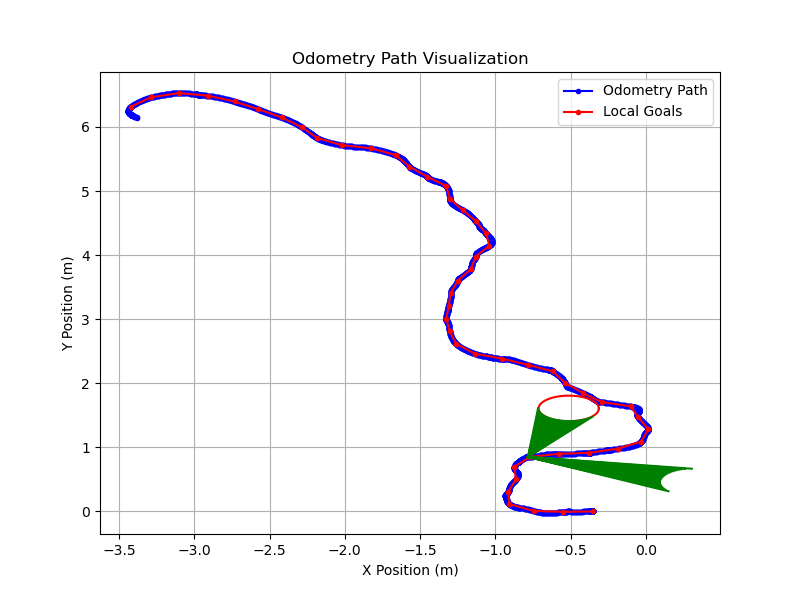 Odometry Path Visualization
Odometry Path
Local Goals
Y Position (m)
6
5
4
3
2
1
0
−3.5 −3.0 −2.5 −2.0 −1.5 −1.0 −0.5 0.0
X Position (m)